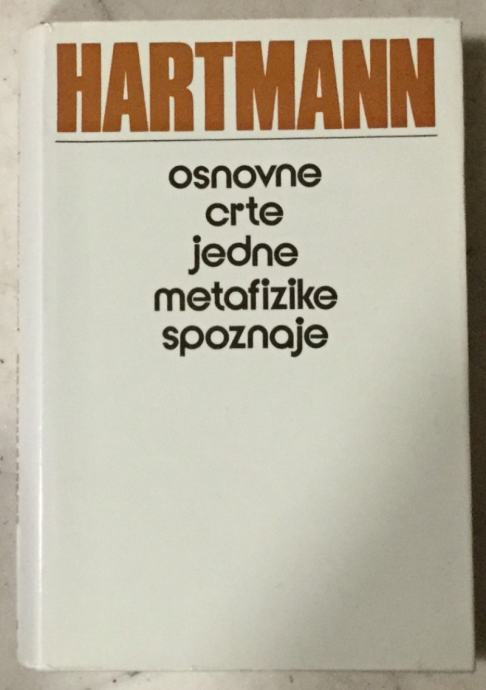 HARTMANN
osnovne
crte
jedne
metafizike
spoznaje